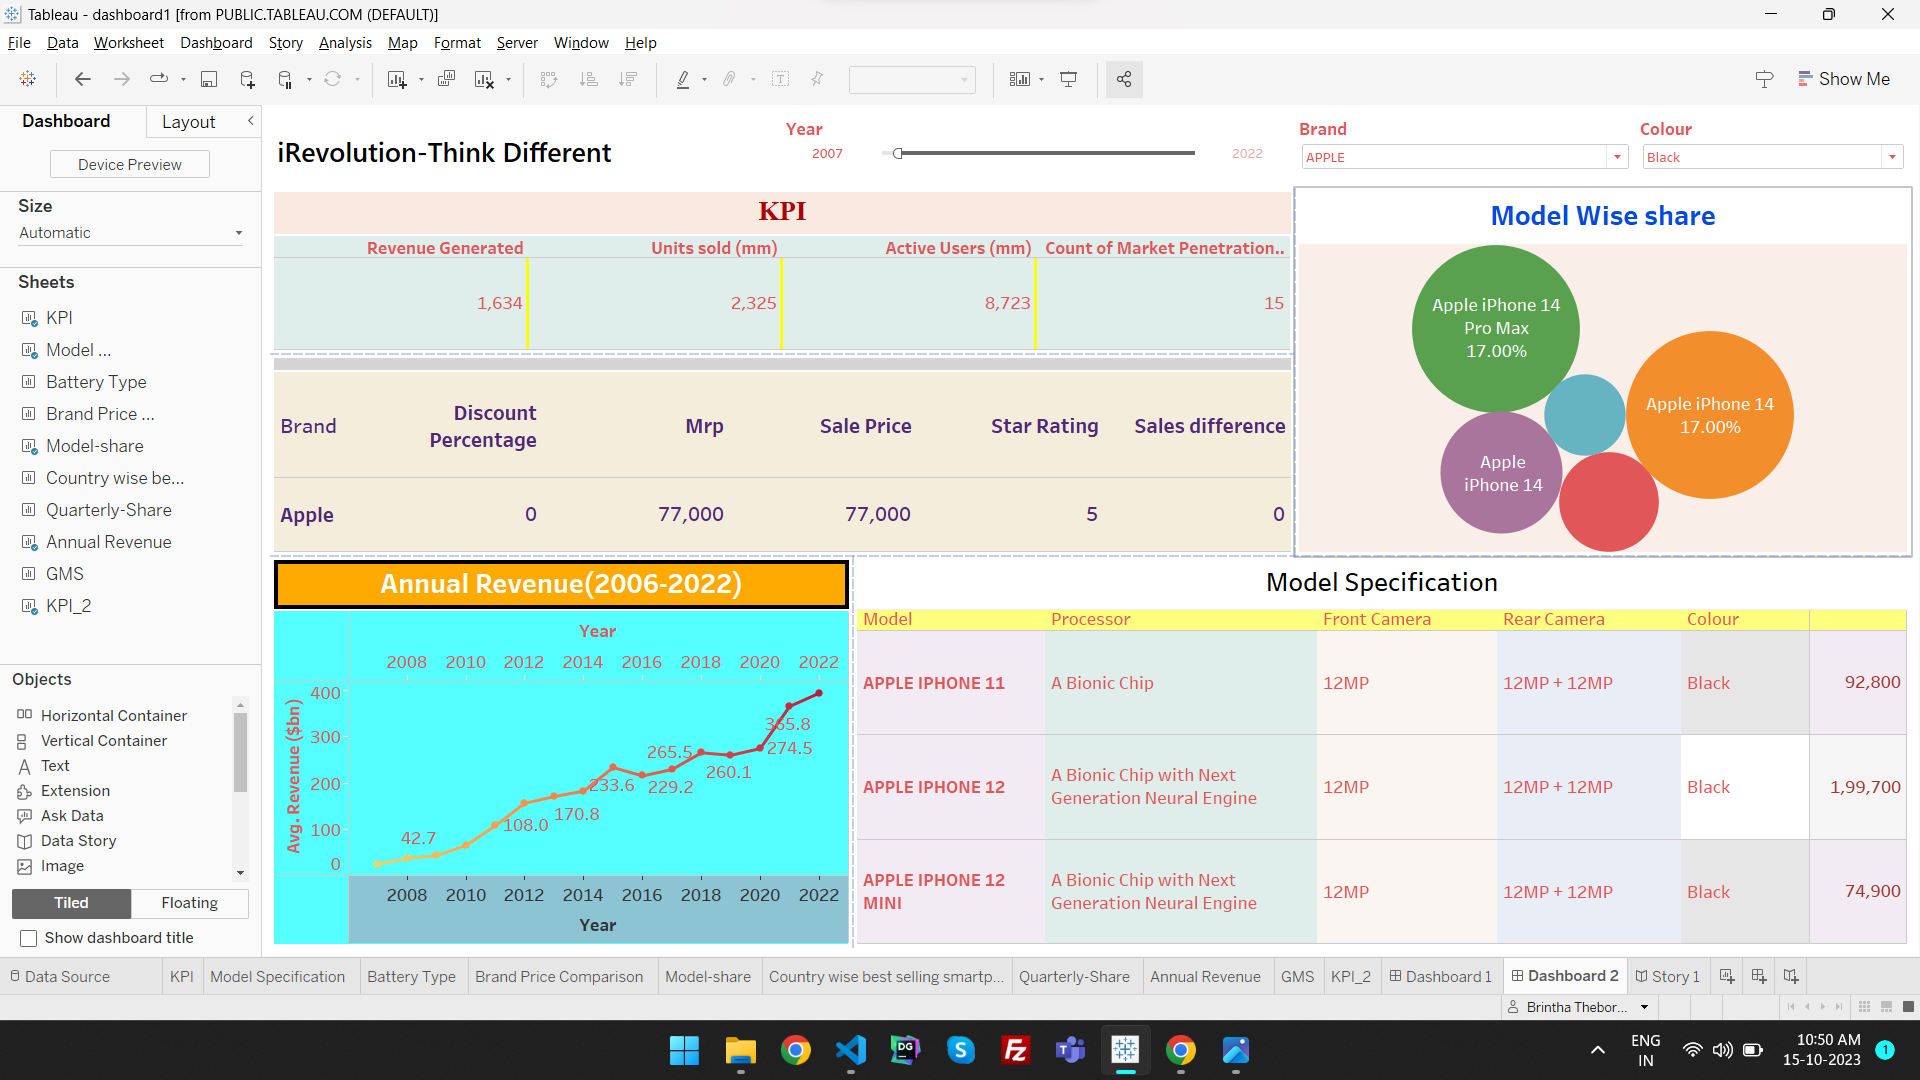 Tableau - dashboard1 [from PUBLIC.TABLEAU.COM (DEFAULT)]
File Data Worksheet Dashboard Story Analysis Map Format Server Window Help
Show Me
Dashboard Layout
Device Preview
Size
Automatic
Sheets
KPI
Model ...
Battery Type
Brand Price ...
Model-share
Country wise be...
Quarterly-Share
Annual Revenue
GMS
KPI_2
Objects
Horizontal Container
Vertical Container
Text
Extension
Ask Data
Data Story
Image
Tiled Floating
Show dashboard title
iRevolution-Think Different
Year
2007 2022
Brand
APPLE
Colour
Black
KPI
Revenue Generated Units sold (mm) Active Users (mm) Count of Market Penetration..
1,634 2,325 8,723 15
Brand Discount Percentage Mrp Sale Price Star Rating Sales difference
Apple 0 77,000 77,000 5 0
Model Wise share
Apple iPhone 14
Pro Max
17.00%
Apple iPhone 14
17.00%
Apple
iPhone 14
Annual Revenue(2006-2022)
Year
2008 2010 2012 2014 2016 2018 2020 2022
Avg. Revenue ($bn)
400
300
200
100
0
42.7
108.0
170.8
233.6
229.2
265.5
260.1
274.5
365.8
2008 2010 2012 2014 2016 2018 2020 2022
Year
Model Specification
Model Processor Front Camera Rear Camera Colour
APPLE IPHONE 11 A Bionic Chip 12MP 12MP + 12MP Black 92,800
APPLE IPHONE 12 A Bionic Chip with Next Generation Neural Engine 12MP 12MP + 12MP Black 1,99,700
APPLE IPHONE 12 MINI A Bionic Chip with Next Generation Neural Engine 12MP 12MP + 12MP Black 74,900
Data Source KPI Model Specification Battery Type Brand Price Comparison Model-share Country wise best selling smartp... Quarterly-Share Annual Revenue GMS KPI_2 Dashboard 1 Dashboard 2 Story 1
Brintha Thebor...
DG
S
Fz
T
ENG
IN
10:50 AM
15-10-2023
1